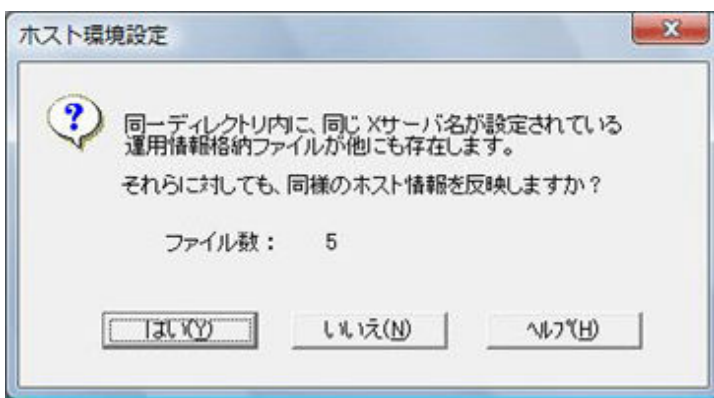 ホスト環境設定
同一ディレクトリ内に、同じ Xサーバ名が設定されている
運用情報格納ファイルが他にも存在します。
それらに対しても、同様のホスト情報を反映しますか？
ファイル数： 5
はい(Y) いいえ(N) ﾍﾙﾌﾟ(H)